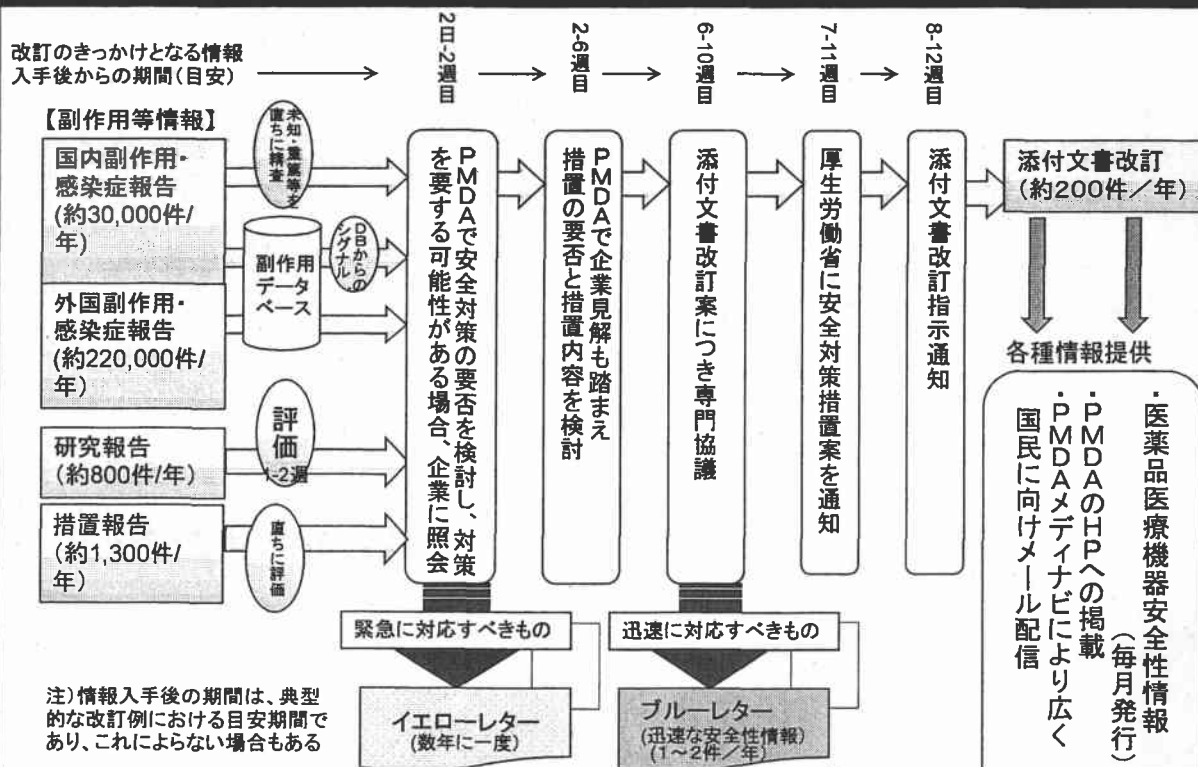 改訂のきっかけとなる情報
入手後からの期間(目安)
2日-2週目
2-6週目
6-10週目
7-11週目
8-12週目
【副作用等情報】
国内副作用・
感染症報告
(約30,000件/
年)
外国副作用・
感染症報告
(約220,000件/
年)
研究報告
(約800件/年)
措置報告
(約1,300件/
年)
未知・重篤等を
直ちに精査
副作用
データ
ベース
DBからの
シグナル
評価
1-2週
直ちに評価
PMDAで安全対策の要否を検討し、対策
を要する可能性がある場合、企業に照会
PMDAで企業見解も踏まえ
措置の要否と措置内容を検討
添付文書改訂案につき専門協議
厚生労働省に安全対策措置案を通知
添付文書改訂指示通知
添付文書改訂
(約200件/年)
各種情報提供
・医薬品医療機器安全性情報
(毎月発行)
・PMDAのHPへの掲載
・PMDAメディナビにより広く
国民に向けメール配信
緊急に対応すべきもの
イエローレター
(数年に一度)
迅速に対応すべきもの
ブルーレター
(迅速な安全性情報)
(1~2件/年)
注)情報入手後の期間は、典型
的な改訂例における目安期間で
あり、これによらない場合もある